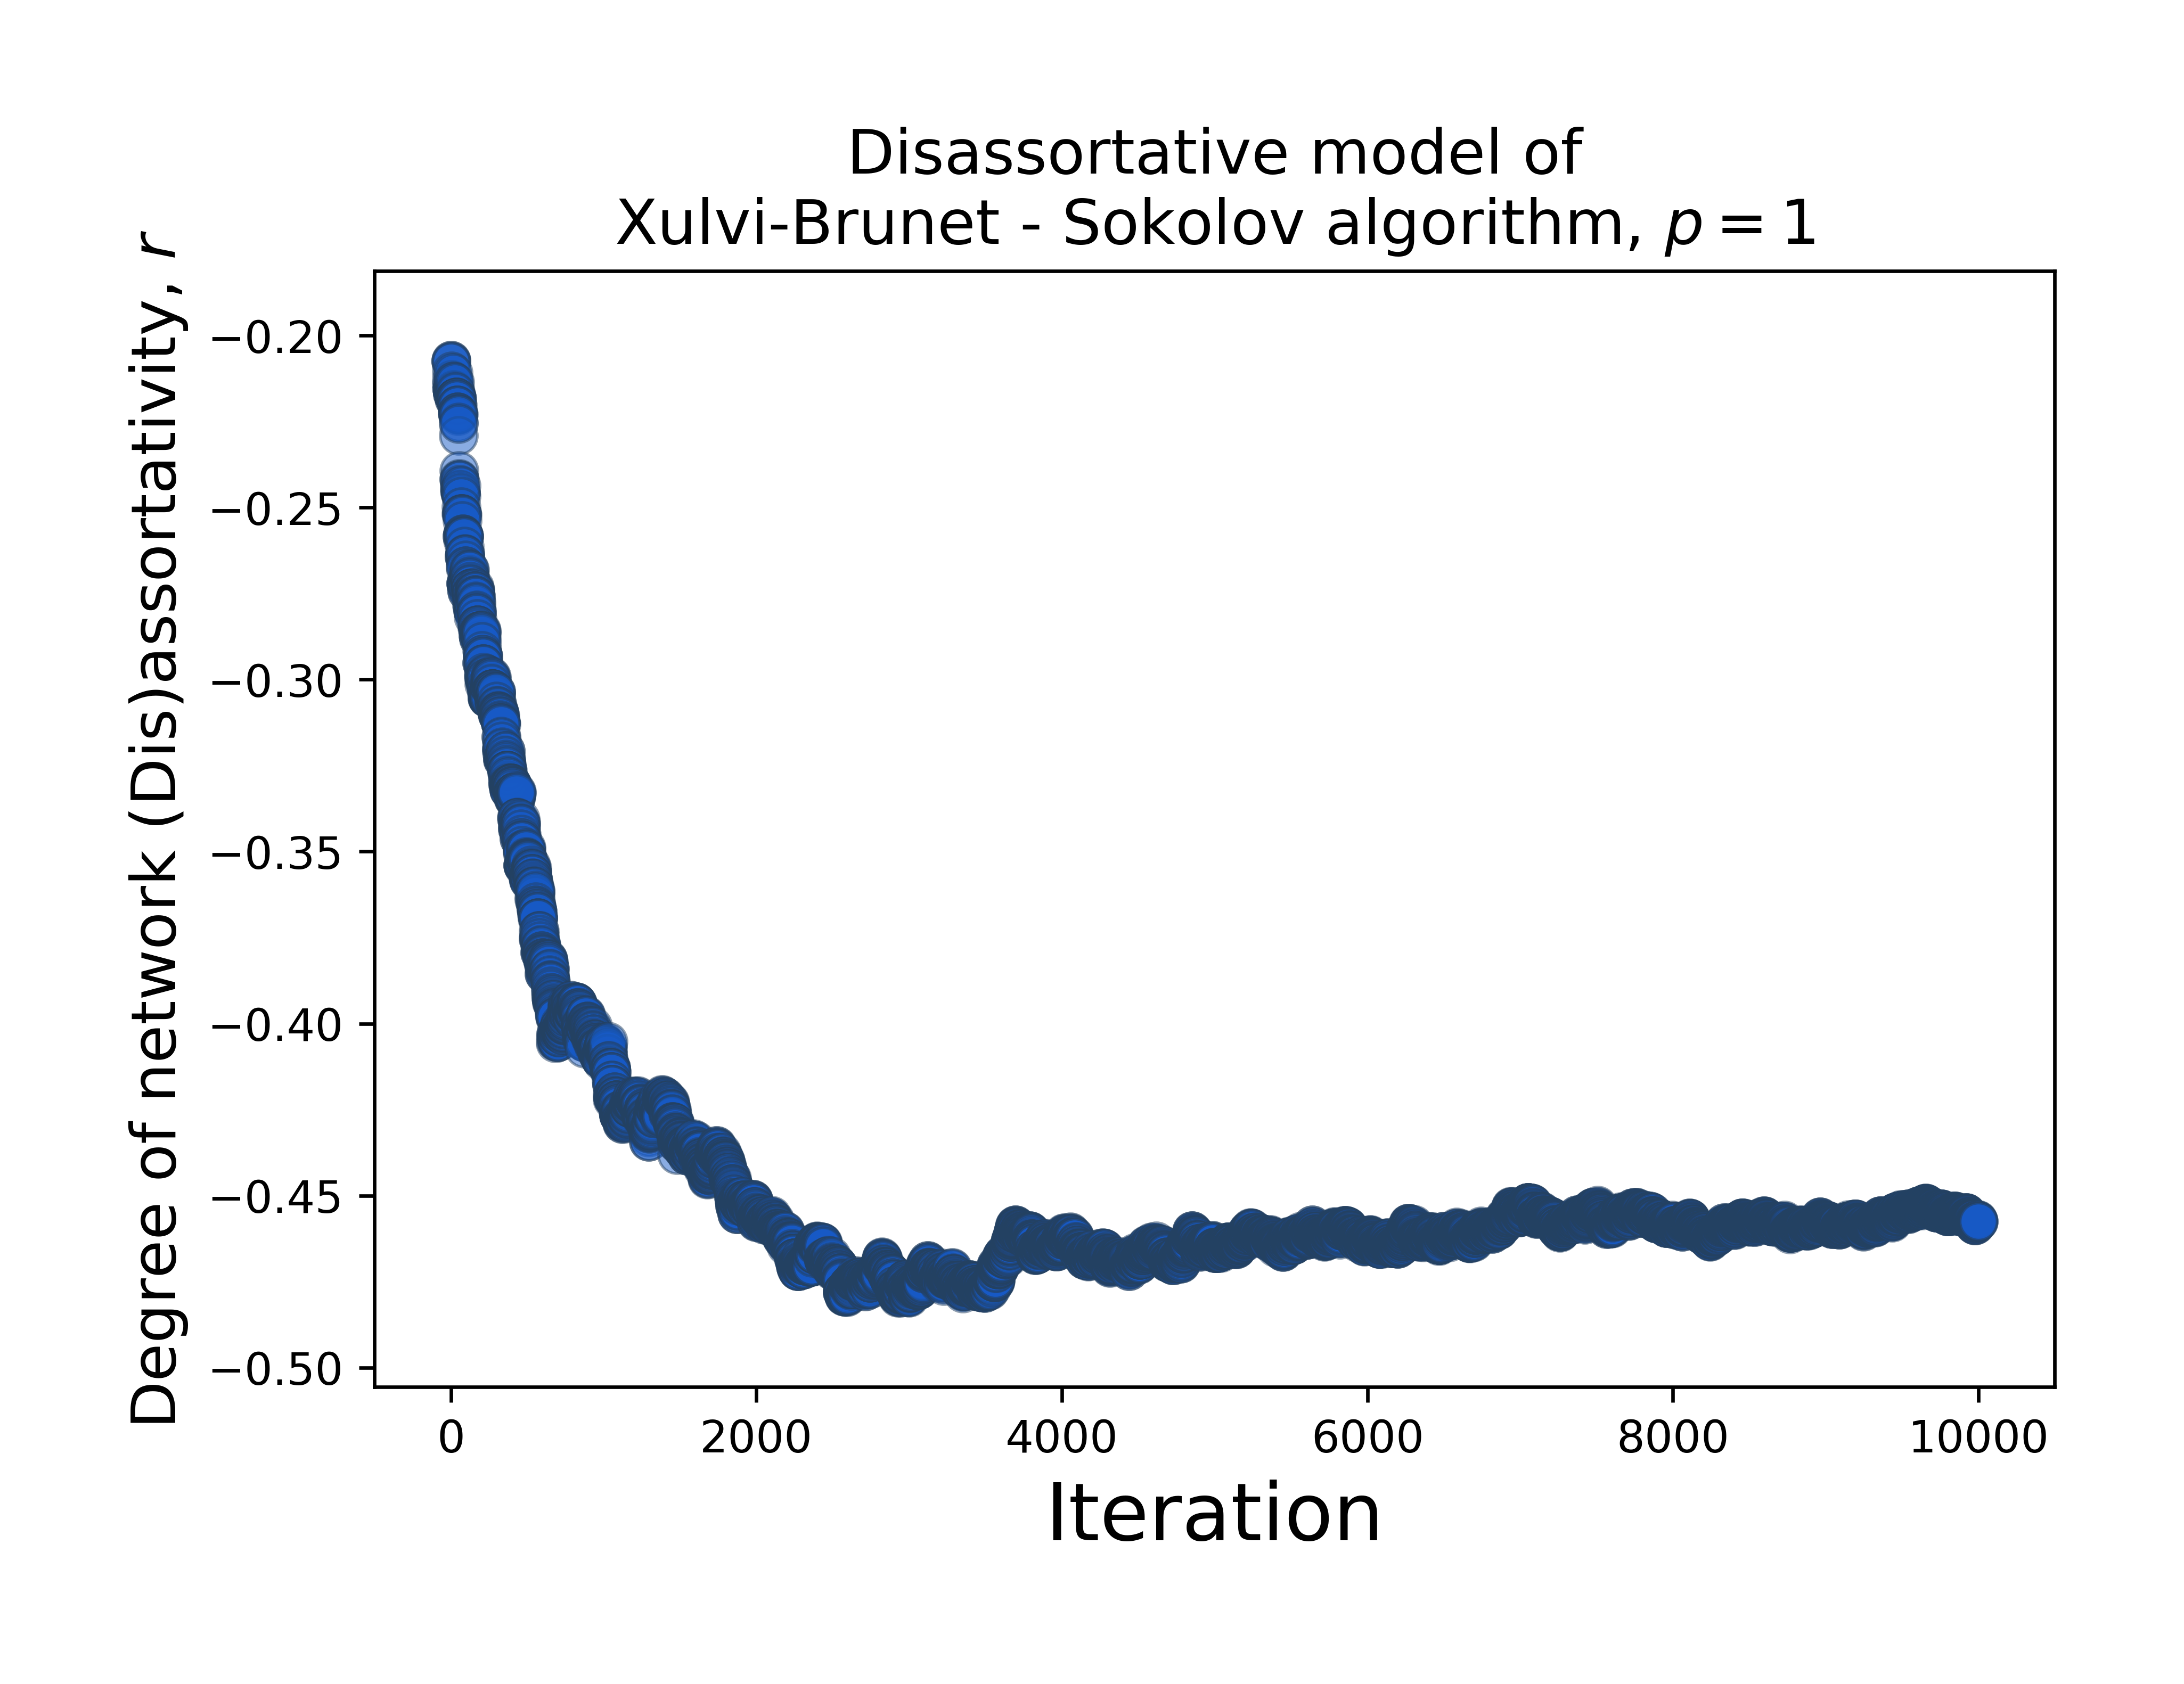 Disassortative model of
Xulvi-Brunet - Sokolov algorithm, p = 1
Degree of network (Dis)assortativity, r
−0.20
−0.25
−0.30
−0.35
−0.40
−0.45
−0.50
0 2000 4000 6000 8000 10000
Iteration